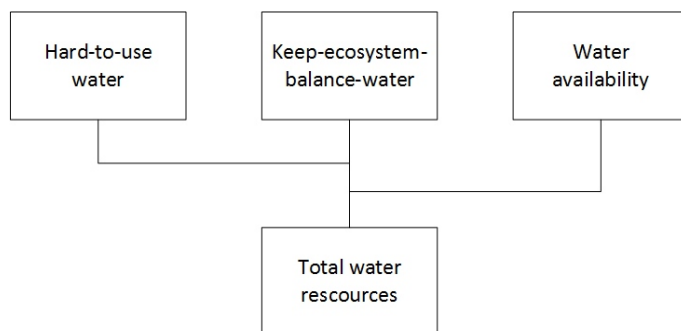 Hard-to-use
water
Keep-ecosystem-
balance-water
Water
availability
Total water
rescources